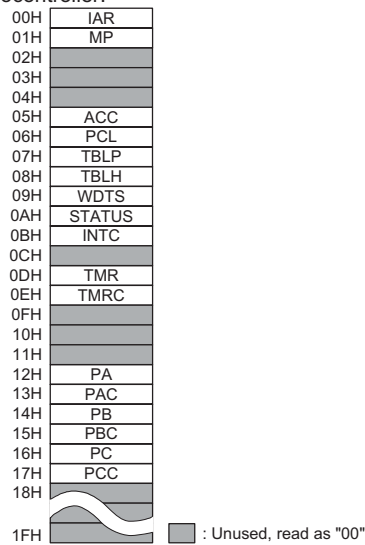 00H IAR
01H MP
02H
03H
04H
05H ACC
06H PCL
07H TBLP
08H TBLH
09H WDTS
0AH STATUS
0BH INTC
0CH
0DH TMR
0EH TMRC
0FH
10H
11H
12H PA
13H PAC
14H PB
15H PBC
16H PC
17H PCC
18H
1FH : Unused, read as "00"